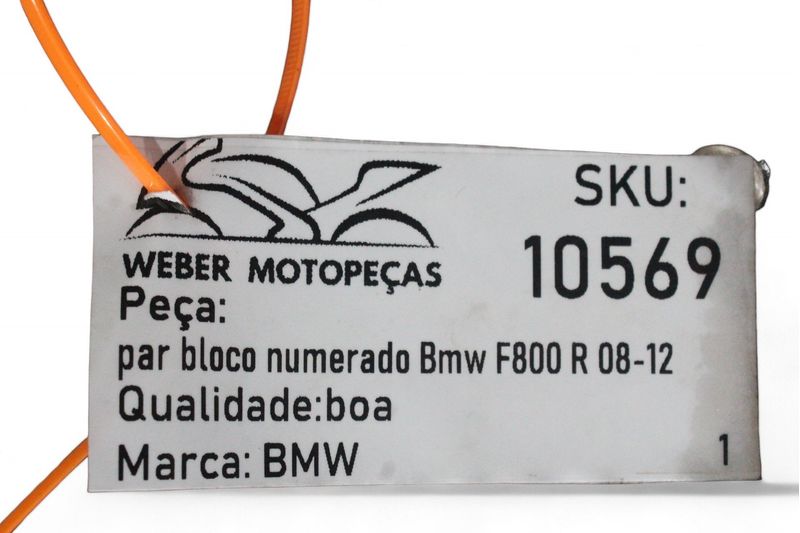 WEBER MOTOPEÇAS
SKU:
10569
Peça:
par bloco numerado Bmw F800 R 08-12
Qualidade:boa
Marca: BMW
1